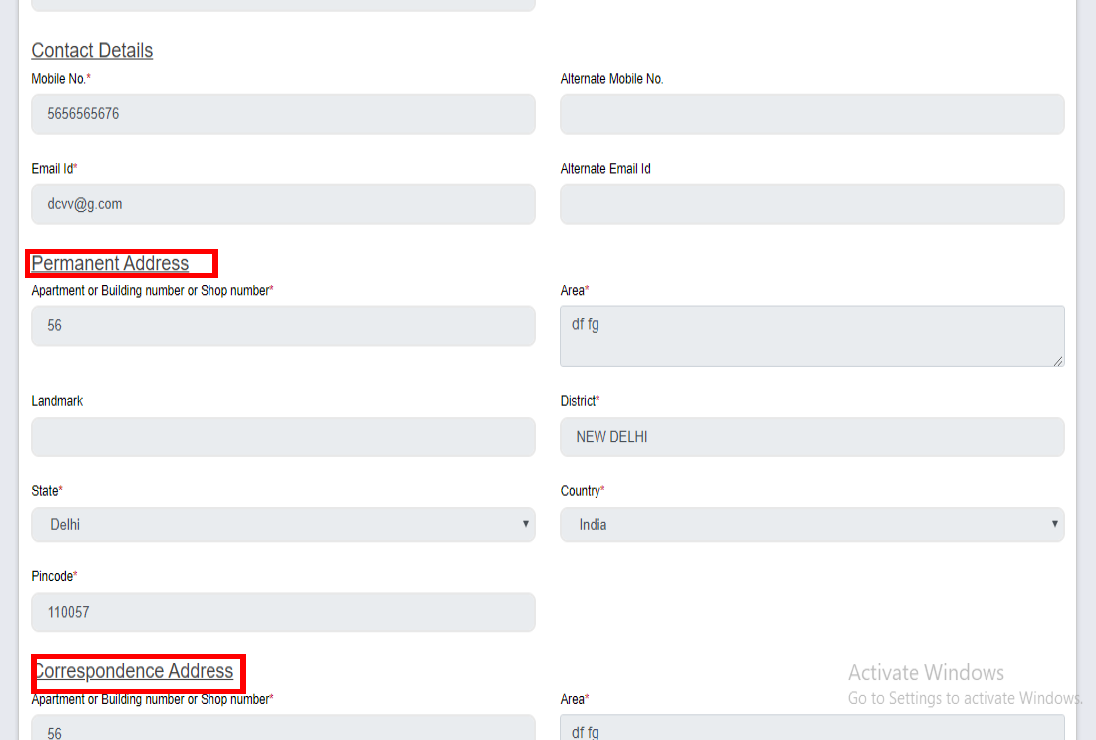 Contact Details
Mobile No.*
Alternate Mobile No.
5656565676
Email Id*
Alternate Email Id
dcvv@g.com
Permanent Address
Apartment or Building number or Shop number*
Area*
56
df fg
Landmark
District*
NEW DELHI
State*
Country*
Delhi
India
Pincode*
110057
Correspondence Address
Apartment or Building number or Shop number*
Area*
56
df fg
Activate Windows
Go to Settings to activate Windows.